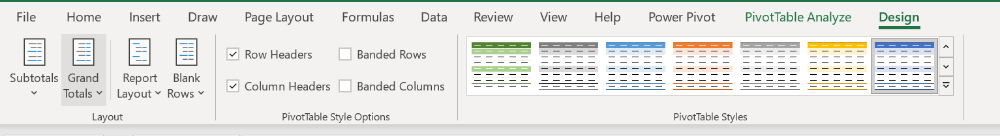 File Home Insert Draw Page Layout Formulas Data Review View Help Power Pivot PivotTable Analyze Design
Subtotals
Grand
Totals
Report
Layout
Blank
Rows
Layout
Row Headers
Banded Rows
Column Headers
Banded Columns
PivotTable Style Options
PivotTable Styles